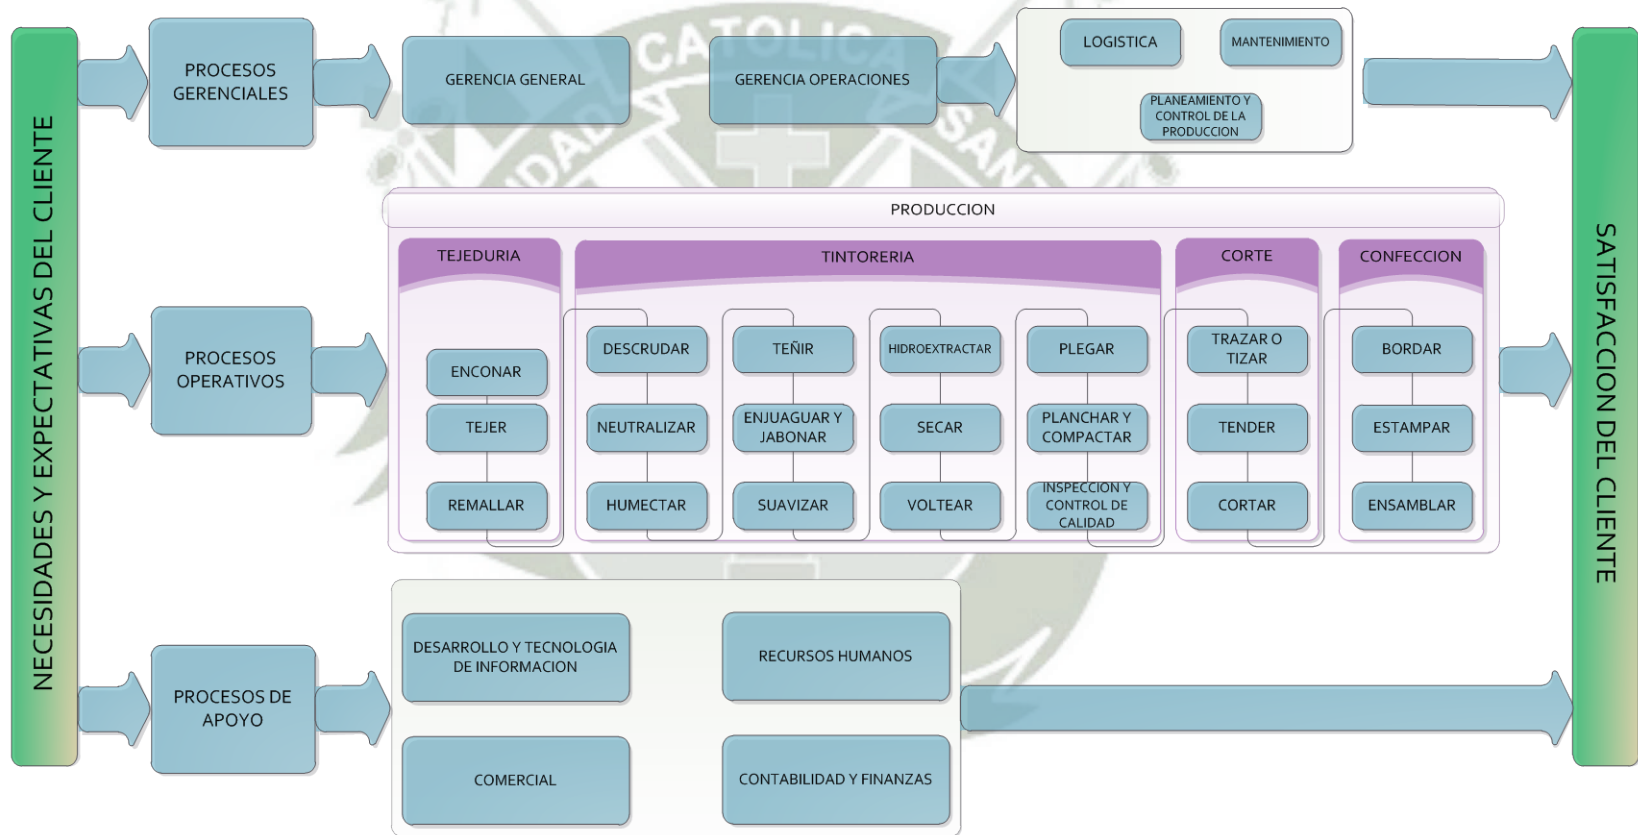 NECESIDADES Y EXPECTATIVAS DEL CLIENTE
PROCESOS
GERENCIALES
GERENCIA GENERAL
GERENCIA OPERACIONES
LOGISTICA
MANTENIMIENTO
PLANEAMIENTO Y
CONTROL DE LA
PRODUCCION
CATOLICA
SANT
IDAD
PROCESOS
OPERATIVOS
PRODUCCION
TEJEDURIA
ENCONAR
TEJER
REMALLAR
TINTORERIA
DESCRUDAR
NEUTRALIZAR
HUMECTAR
TEÑIR
ENJUAGUAR Y
JABONAR
SUAVIZAR
HIDROEXTRACTAR
SECAR
VOLTEAR
PLEGAR
PLANCHAR Y
COMPACTAR
INSPECCION Y
CONTROL DE
CALIDAD
CORTE
TRAZAR O
TIZAR
TENDER
CORTAR
CONFECCION
BORDAR
ESTAMPAR
ENSAMBLAR
PROCESOS DE
APOYO
DESARROLLO Y TECNOLOGIA
DE INFORMACION
RECURSOS HUMANOS
COMERCIAL
CONTABILIDAD Y FINANZAS
SATISFACCION DEL CLIENTE